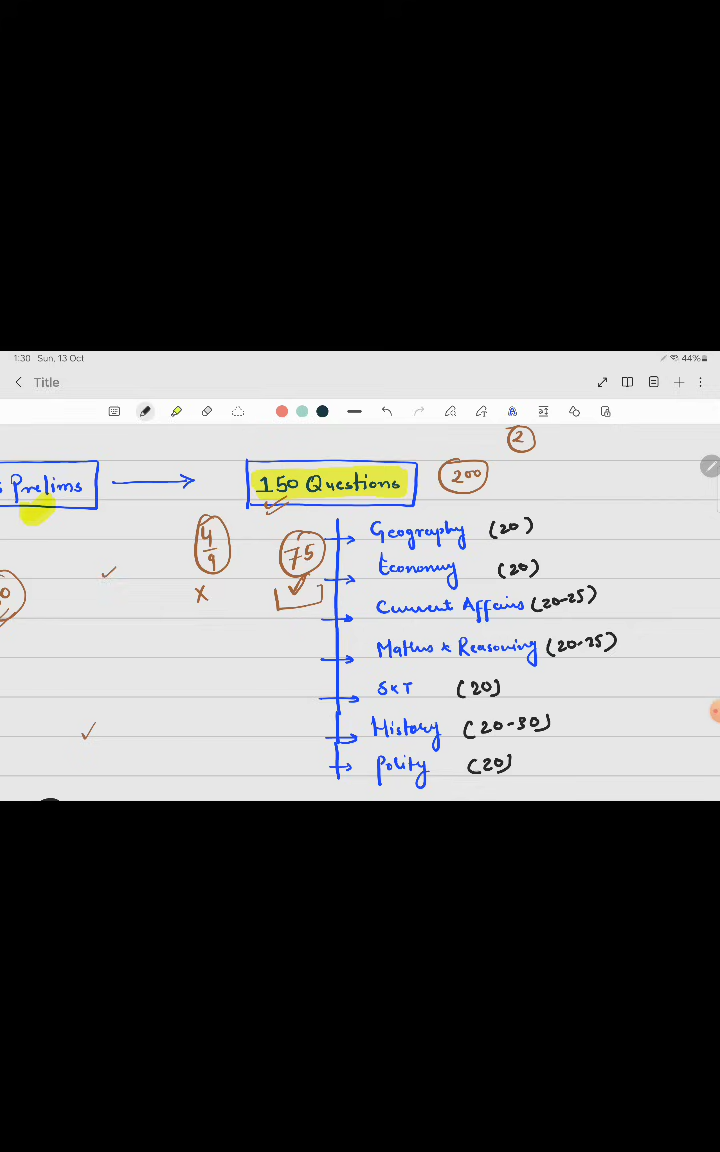 1:30 Sun, 13 Oct
44%
Title
2
s Prelims
150 Questions
200
4/9
75
Geography (20)
Economy (20)
Current Affairs (20-25)
Maths & Reasoning (20-25)
S&T (20)
History (20-30)
Polity (20)
0
x